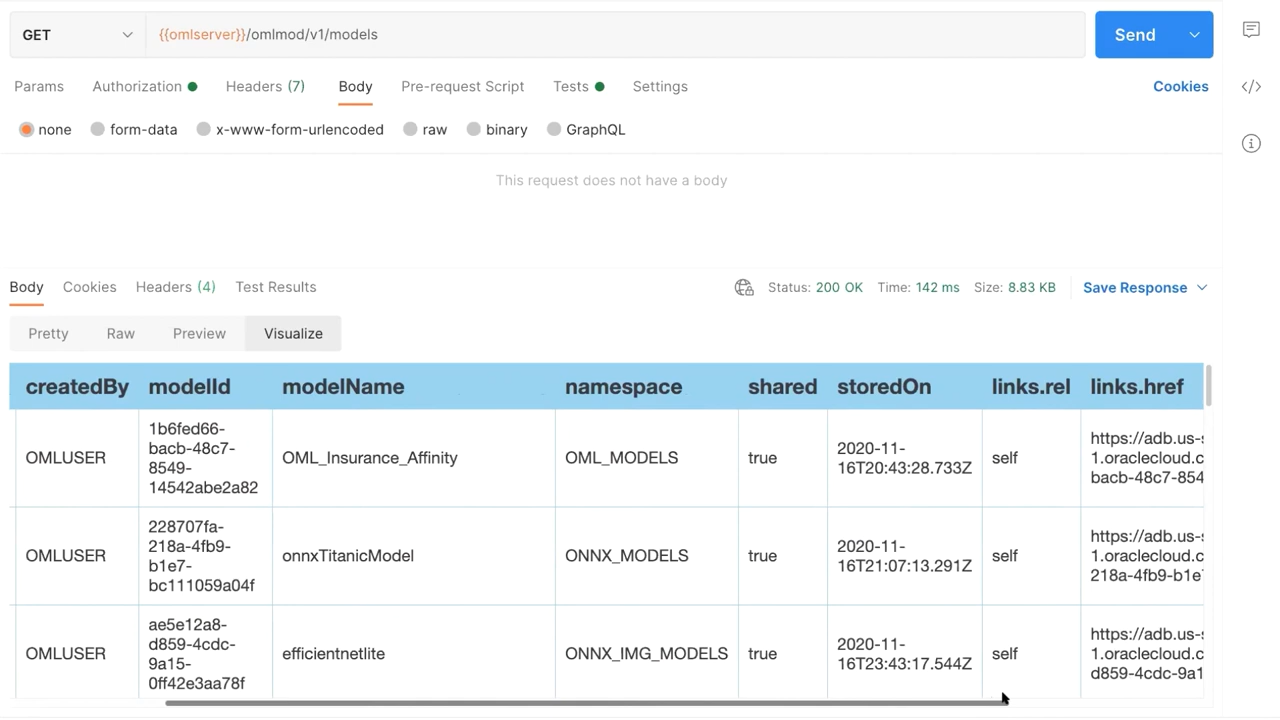 GET {{omlserver}}/omlmod/v1/models Send
Params Authorization Headers (7) Body Pre-request Script Tests Settings Cookies
none form-data x-www-form-urlencoded raw binary GraphQL
This request does not have a body
Body Cookies Headers (4) Test Results Status: 200 OK Time: 142 ms Size: 8.83 KB Save Response
Pretty Raw Preview Visualize
createdBy modelId modelName namespace shared storedOn links.rel links.href
OMLUSER
1b6fed66-
bacb-48c7-
8549-
14542abe2a82
OML_Insurance_Affinity
OML_MODELS
true
2020-11-
16T20:43:28.733Z
self
https://adb.us-s
1.oraclecloud.c
bacb-48c7-854
OMLUSER
228707fa-
218a-4fb9-
b1e7-
bc111059a04f
onnxTitanicModel
ONNX_MODELS
true
2020-11-
16T21:07:13.291Z
self
https://adb.us-s
1.oraclecloud.c
218a-4fb9-b1e7
OMLUSER
ae5e12a8-
d859-4cdc-
9a15-
0ff42e3aa78f
efficientnetlite
ONNX_IMG_MODELS
true
2020-11-
16T23:43:17.544Z
self
https://adb.us-s
1.oraclecloud.c
d859-4cdc-9a1